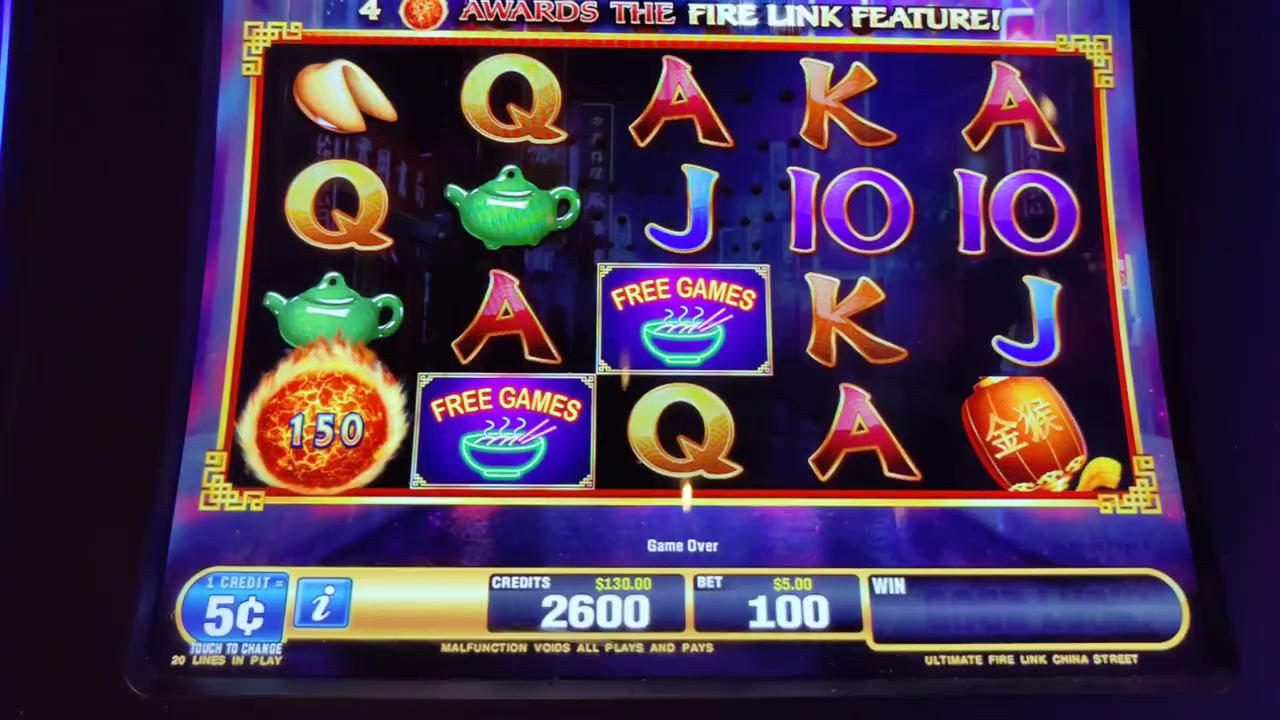 4 AWARDS THE FIRE LINK FEATURE!
Q A K A
Q J 10 10
A FREE GAMES K J
150 FREE GAMES Q A 金猴
Game Over
1 CREDIT =
5¢
TOUCH TO CHANGE
20 LINES IN PLAY
i
CREDITS $130.00
2600
BET $5.00
100
WIN
MALFUNCTION VOIDS ALL PLAYS AND PAYS
ULTIMATE FIRE LINK CHINA STREET